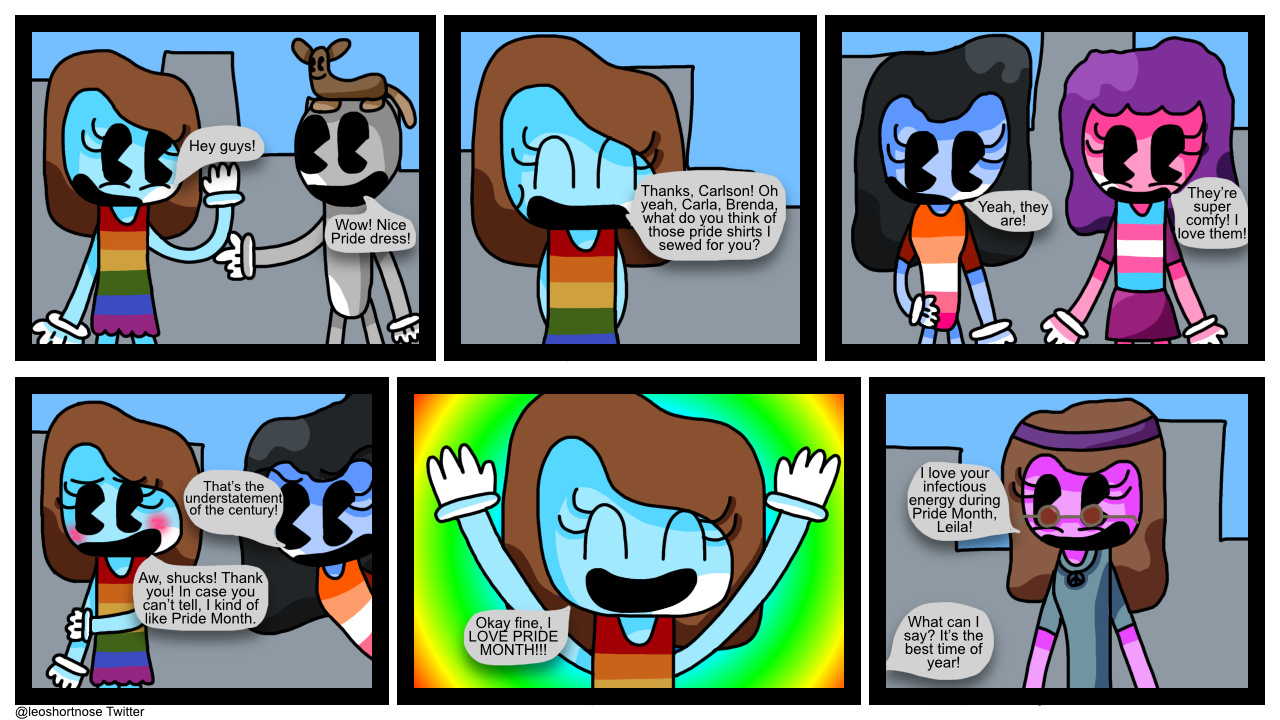 Hey guys!
Wow! Nice
Pride dress!
Thanks, Carlson! Oh
yeah, Carla, Brenda,
what do you think of
those pride shirts I
sewed for you?
Yeah, they
are!
They're
super
comfy! I
love them!
That's the
understatement
of the century!
Aw, shucks! Thank
you! In case you
can't tell, I kind of
like Pride Month.
Okay fine, I
LOVE PRIDE
MONTH!!!
I love your
infectious
energy during
Pride Month,
Leila!
What can I
say? It's the
best time of
year!
@leoshortnose Twitter